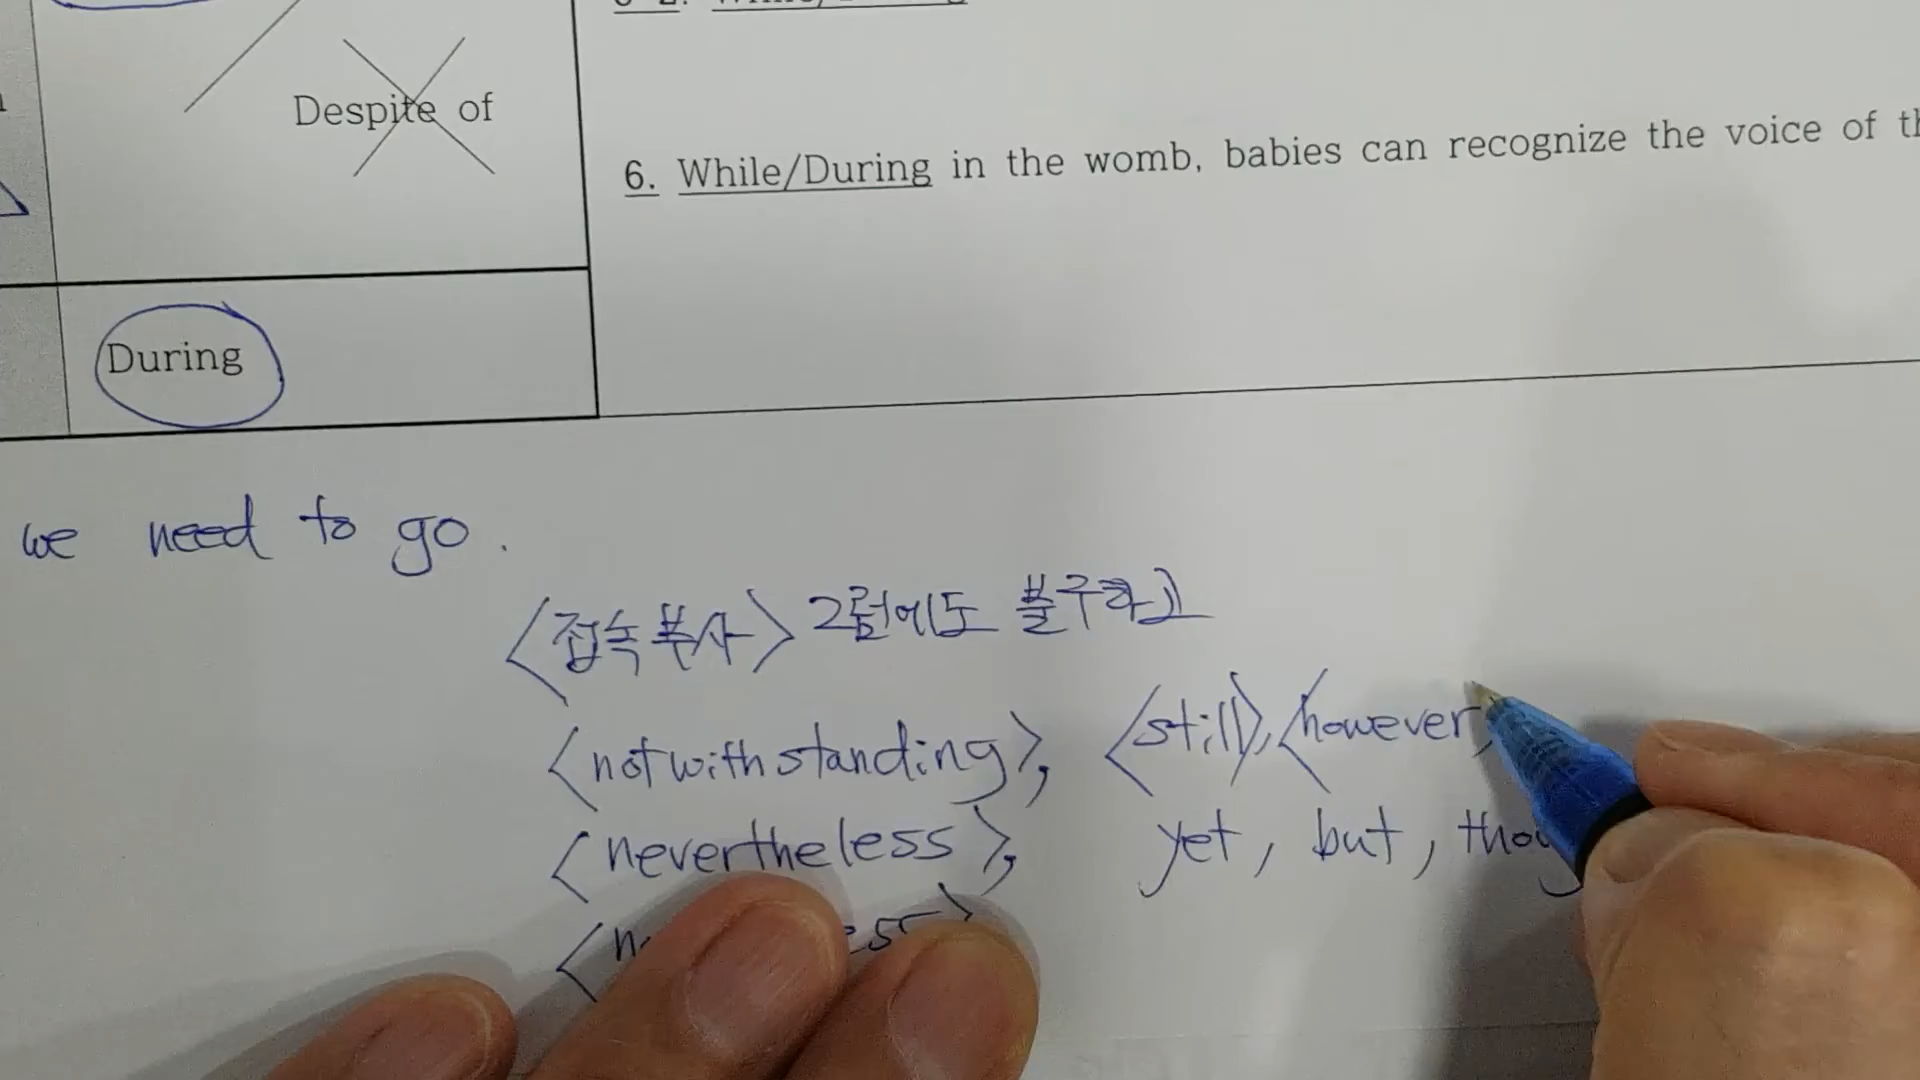 Despite of
6. While/During in the womb, babies can recognize the voice of
During
we need to go.
<접속부사> 그럼에도 불구하고
<notwithstanding>, <still>, <however,
<nevertheless>, yet, but,